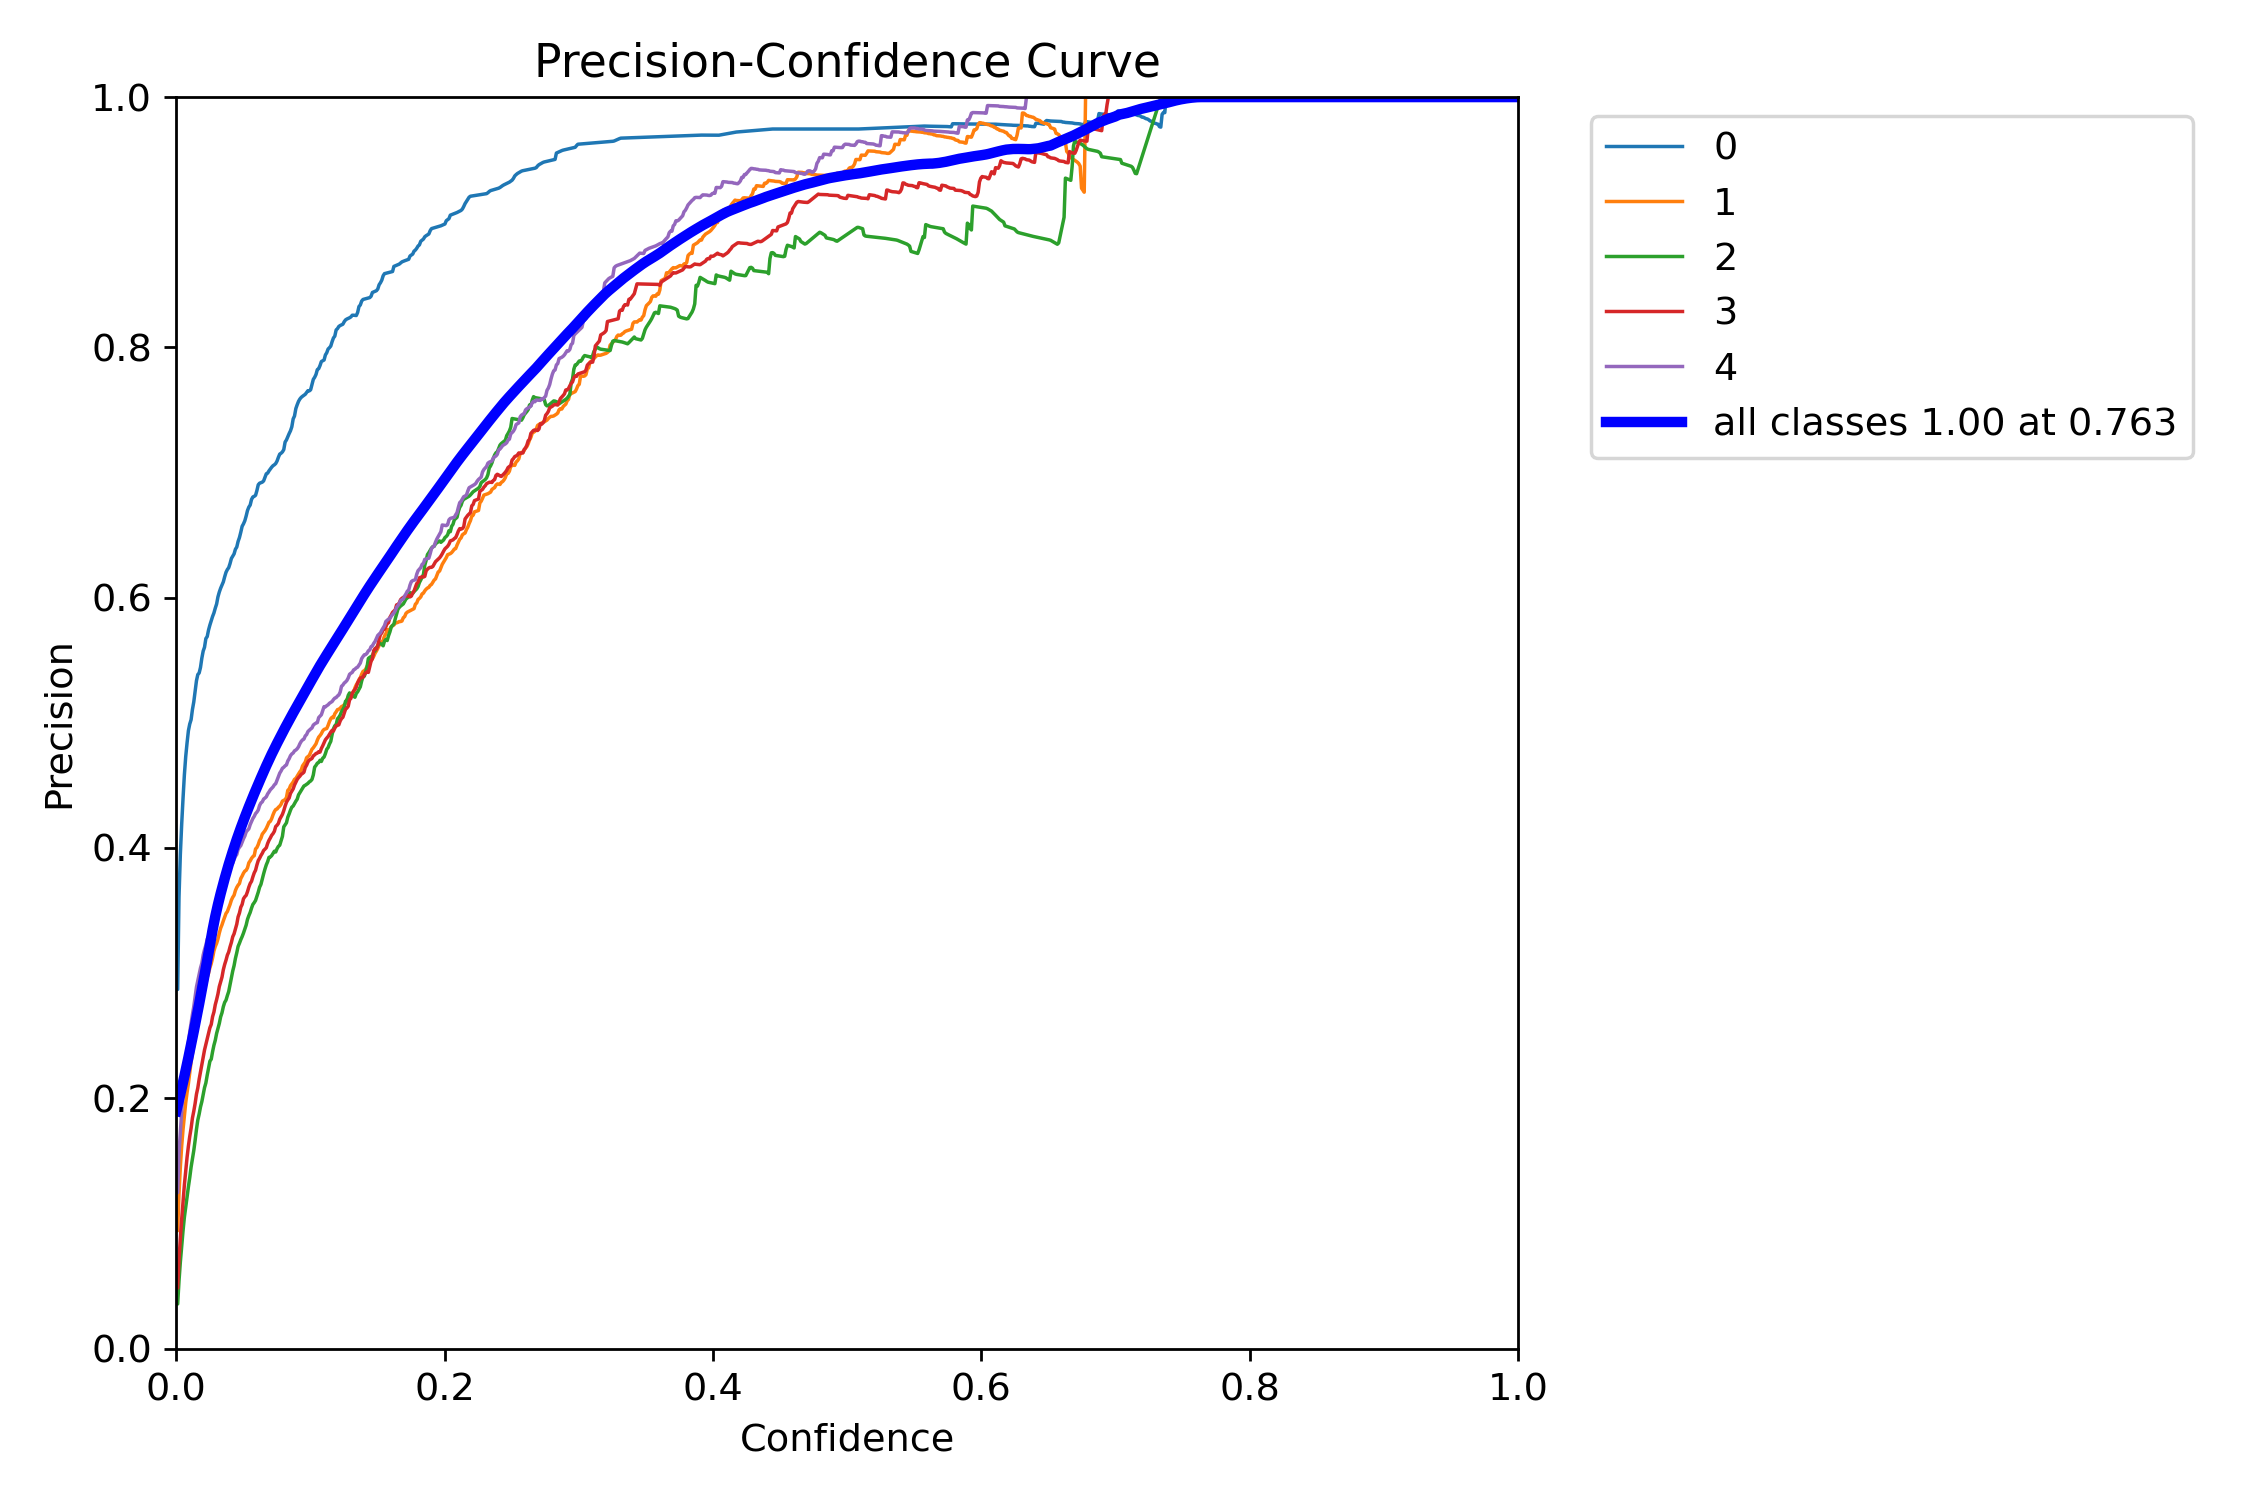 Precision-Confidence Curve
1.0
0.8
0.6
0.4
0.2
0.0
Precision
0.0 0.2 0.4 0.6 0.8 1.0
Confidence
0
1
2
3
4
all classes 1.00 at 0.763